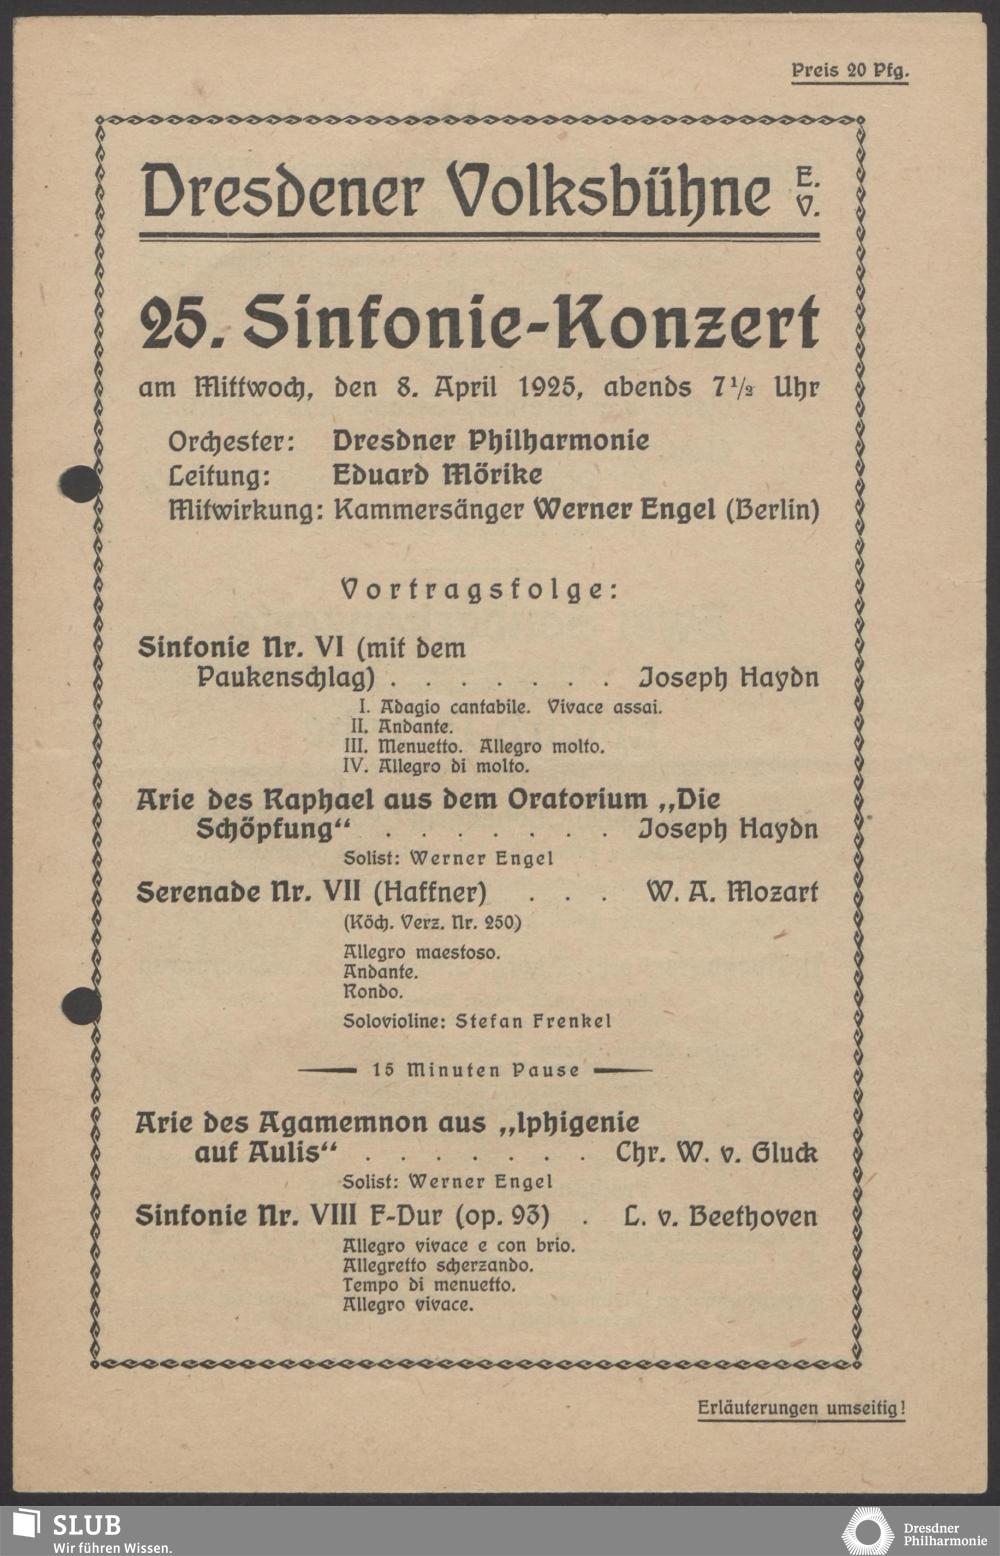 Preis 20 Pfg.
Dresdener Volksbühne E. V.
25. Sinfonie-Konzert
am Mittwoch, den 8. April 1925, abends 7 1/2 Uhr
Orchester: Dresdner Philharmonie
Leitung: Eduard Mörike
Mitwirkung: Kammersänger Werner Engel (Berlin)
Vortragsfolge:
Sinfonie Nr. VI (mit dem
Paukenschlag) . . . . . . . Joseph Haydn
I. Adagio cantabile. Vivace assai.
II. Andante.
III. Menuetto. Allegro molto.
IV. Allegro di molto.
Arie des Raphael aus dem Oratorium „Die
Schöpfung“ . . . . . . . Joseph Haydn
Solist: Werner Engel
Serenade Nr. VII (Haffner) . . . W. A. Mozart
(Köch. Verz. Nr. 250)
Allegro maestoso.
Andante.
Rondo.
Solovioline: Stefan Frenkel
15 Minuten Pause
Arie des Agamemnon aus „Iphigenie
auf Aulis“ . . . . . . . Chr. W. v. Gluck
Solist: Werner Engel
Sinfonie Nr. VIII F-Dur (op. 93) . L. v. Beethoven
Allegro vivace e con brio.
Allegretto scherzando.
Tempo di menuetto.
Allegro vivace.
Erläuterungen umseitig!
SLUB
Wir führen Wissen.
Dresdner
Philharmonie